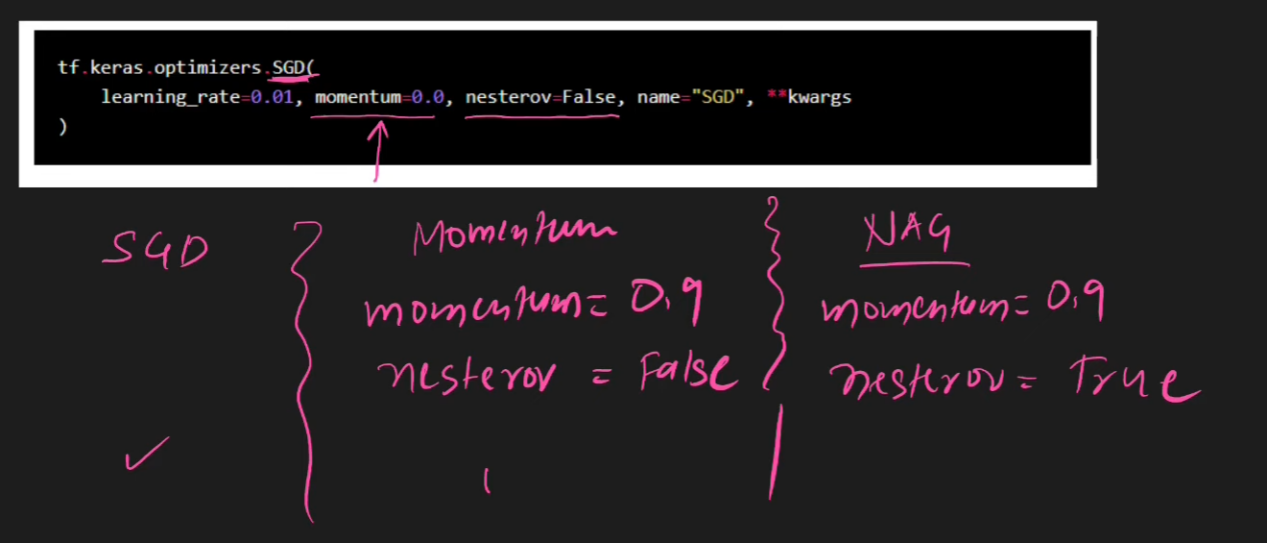 tf.keras.optimizers.SGD(
learning_rate=0.01, momentum=0.0, nesterov=False, name="SGD", **kwargs
)
SGD
Momentum
momentum = 0.9
nesterov = False
NAG
momentum = 0.9
nesterov = True